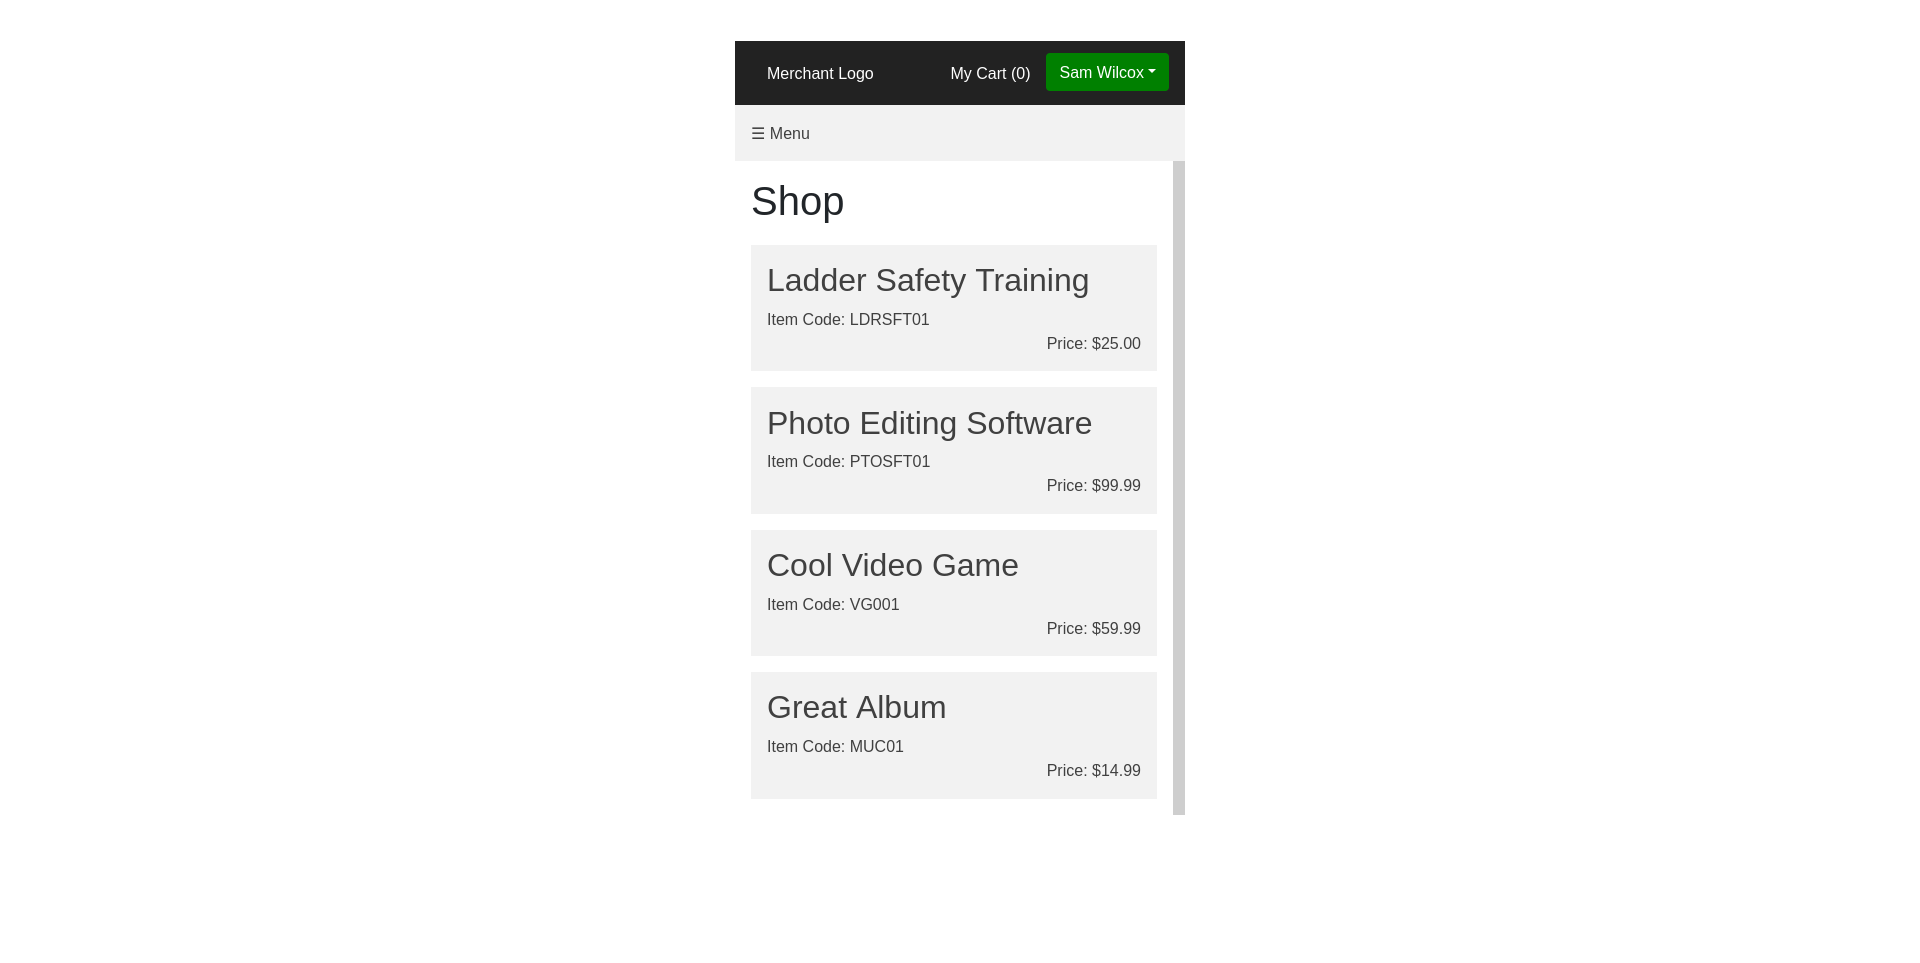 Merchant Logo
My Cart (0)
Sam Wilcox
☰ Menu
Shop
Ladder Safety Training
Item Code: LDRSFT01
Price: $25.00
Photo Editing Software
Item Code: PTOSFT01
Price: $99.99
Cool Video Game
Item Code: VG001
Price: $59.99
Great Album
Item Code: MUC01
Price: $14.99